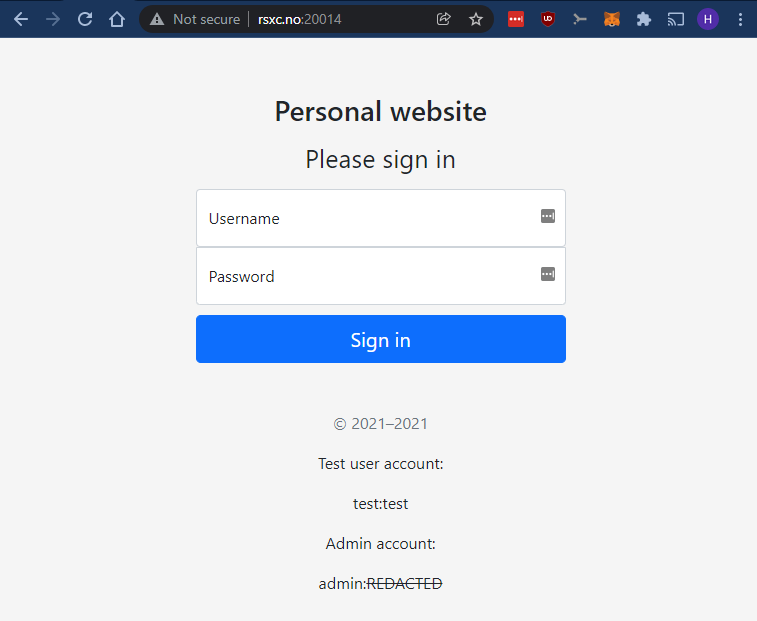 Not secure rsxc.no:20014
H
Personal website
Please sign in
Username
Password
Sign in
© 2021–2021
Test user account:
test:test
Admin account:
admin:REDACTED